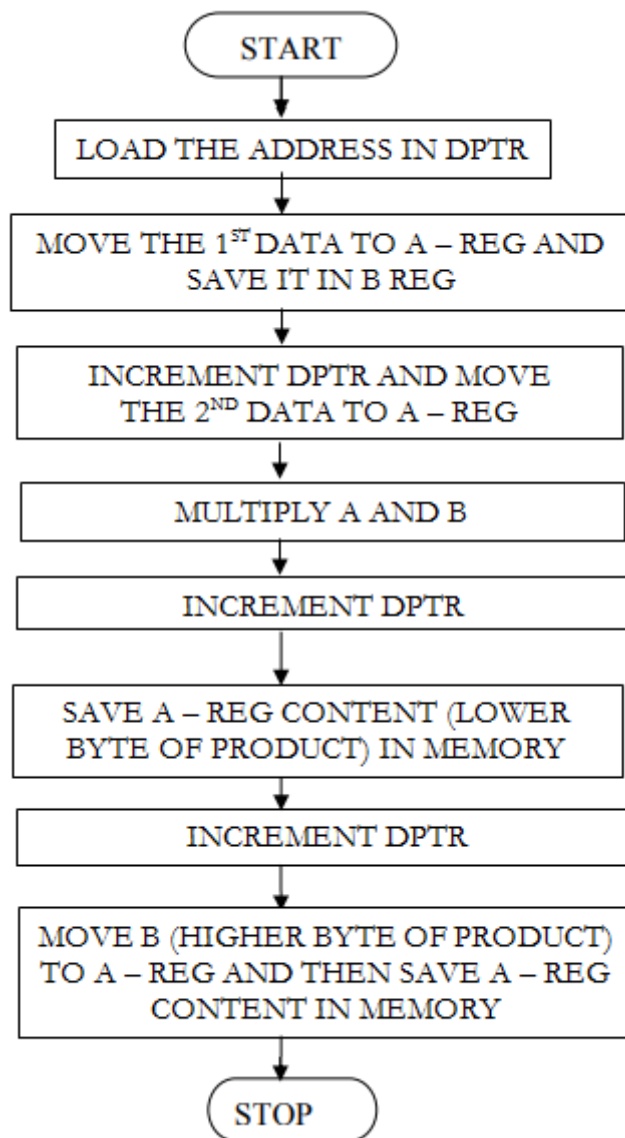 START
LOAD THE ADDRESS IN DPTR
MOVE THE 1ST DATA TO A – REG AND
SAVE IT IN B REG
INCREMENT DPTR AND MOVE
THE 2ND DATA TO A – REG
MULTIPLY A AND B
INCREMENT DPTR
SAVE A – REG CONTENT (LOWER
BYTE OF PRODUCT) IN MEMORY
INCREMENT DPTR
MOVE B (HIGHER BYTE OF PRODUCT)
TO A – REG AND THEN SAVE A – REG
CONTENT IN MEMORY
STOP